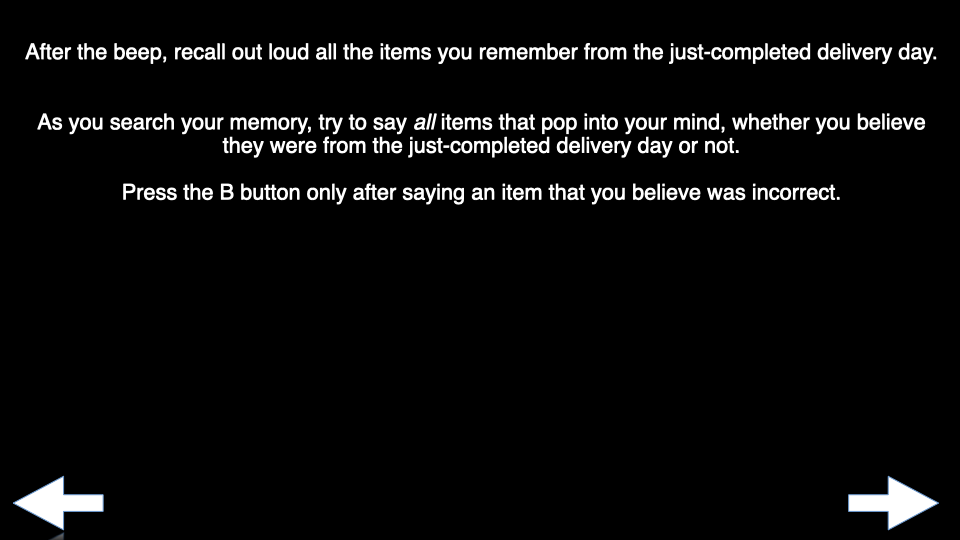 After the beep, recall out loud all the items you remember from the just-completed delivery day.
As you search your memory, try to say all items that pop into your mind, whether you believe
they were from the just-completed delivery day or not.
Press the B button only after saying an item that you believe was incorrect.